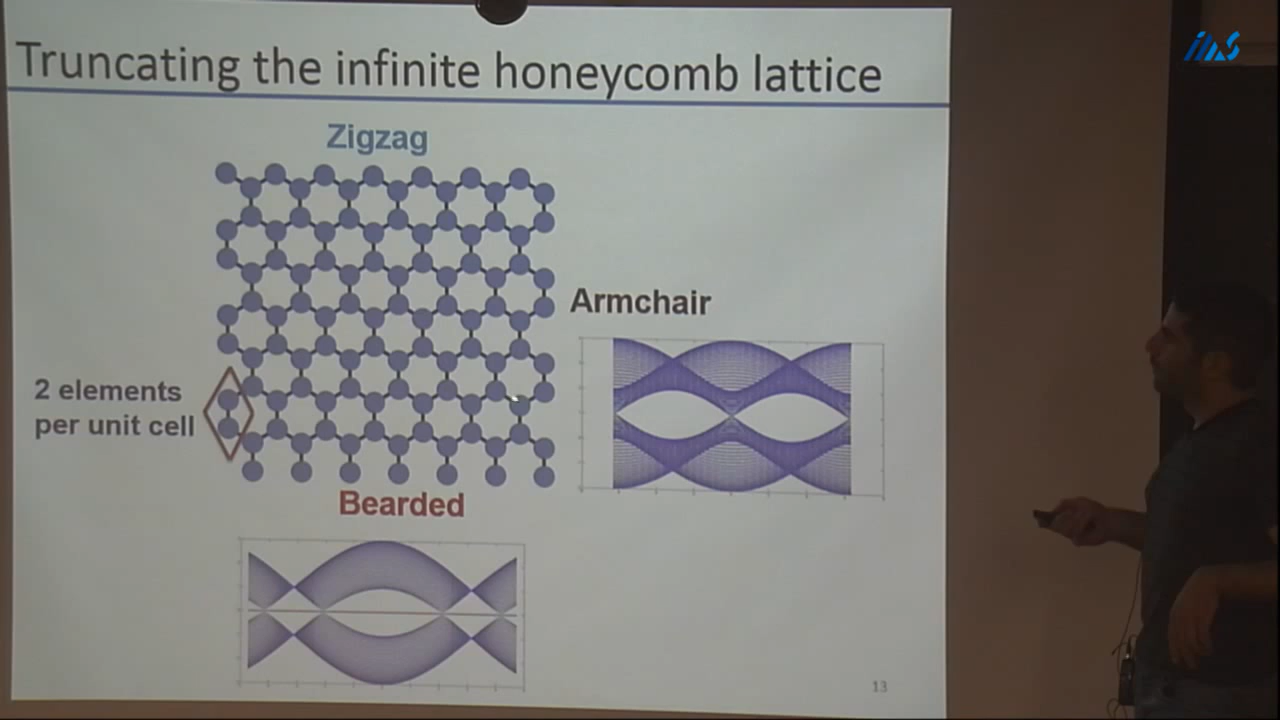 Truncating the infinite honeycomb lattice
Zigzag
Armchair
2 elements
per unit cell
Bearded
13